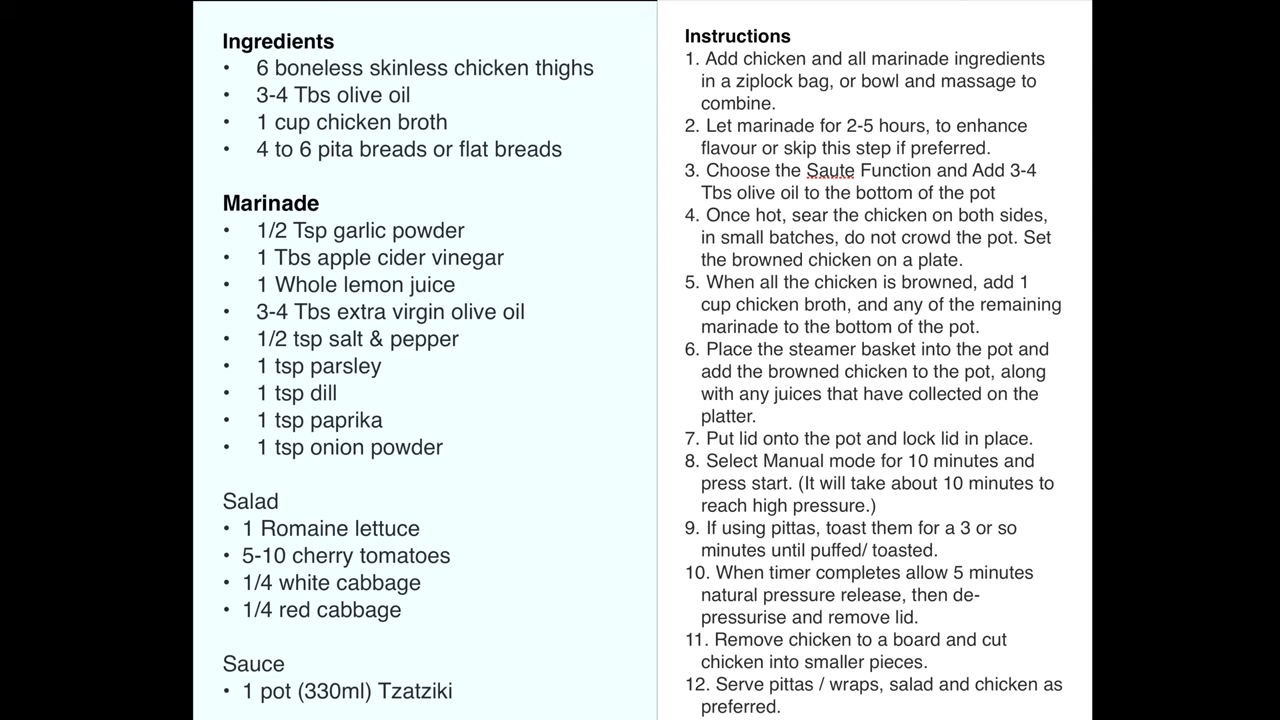 Ingredients
• 6 boneless skinless chicken thighs
• 3-4 Tbs olive oil
• 1 cup chicken broth
• 4 to 6 pita breads or flat breads
Marinade
• 1/2 Tsp garlic powder
• 1 Tbs apple cider vinegar
• 1 Whole lemon juice
• 3-4 Tbs extra virgin olive oil
• 1/2 tsp salt & pepper
• 1 tsp parsley
• 1 tsp dill
• 1 tsp paprika
• 1 tsp onion powder
Salad
• 1 Romaine lettuce
• 5-10 cherry tomatoes
• 1/4 white cabbage
• 1/4 red cabbage
Sauce
• 1 pot (330ml) Tzatziki
Instructions
1. Add chicken and all marinade ingredients
in a ziplock bag, or bowl and massage to
combine.
2. Let marinade for 2-5 hours, to enhance
flavour or skip this step if preferred.
3. Choose the Saute Function and Add 3-4
Tbs olive oil to the bottom of the pot
4. Once hot, sear the chicken on both sides,
in small batches, do not crowd the pot. Set
the browned chicken on a plate.
5. When all the chicken is browned, add 1
cup chicken broth, and any of the remaining
marinade to the bottom of the pot.
6. Place the steamer basket into the pot and
add the browned chicken to the pot, along
with any juices that have collected on the
platter.
7. Put lid onto the pot and lock lid in place.
8. Select Manual mode for 10 minutes and
press start. (It will take about 10 minutes to
reach high pressure.)
9. If using pittas, toast them for a 3 or so
minutes until puffed/ toasted.
10. When timer completes allow 5 minutes
natural pressure release, then de-
pressurise and remove lid.
11. Remove chicken to a board and cut
chicken into smaller pieces.
12. Serve pittas / wraps, salad and chicken as
preferred.